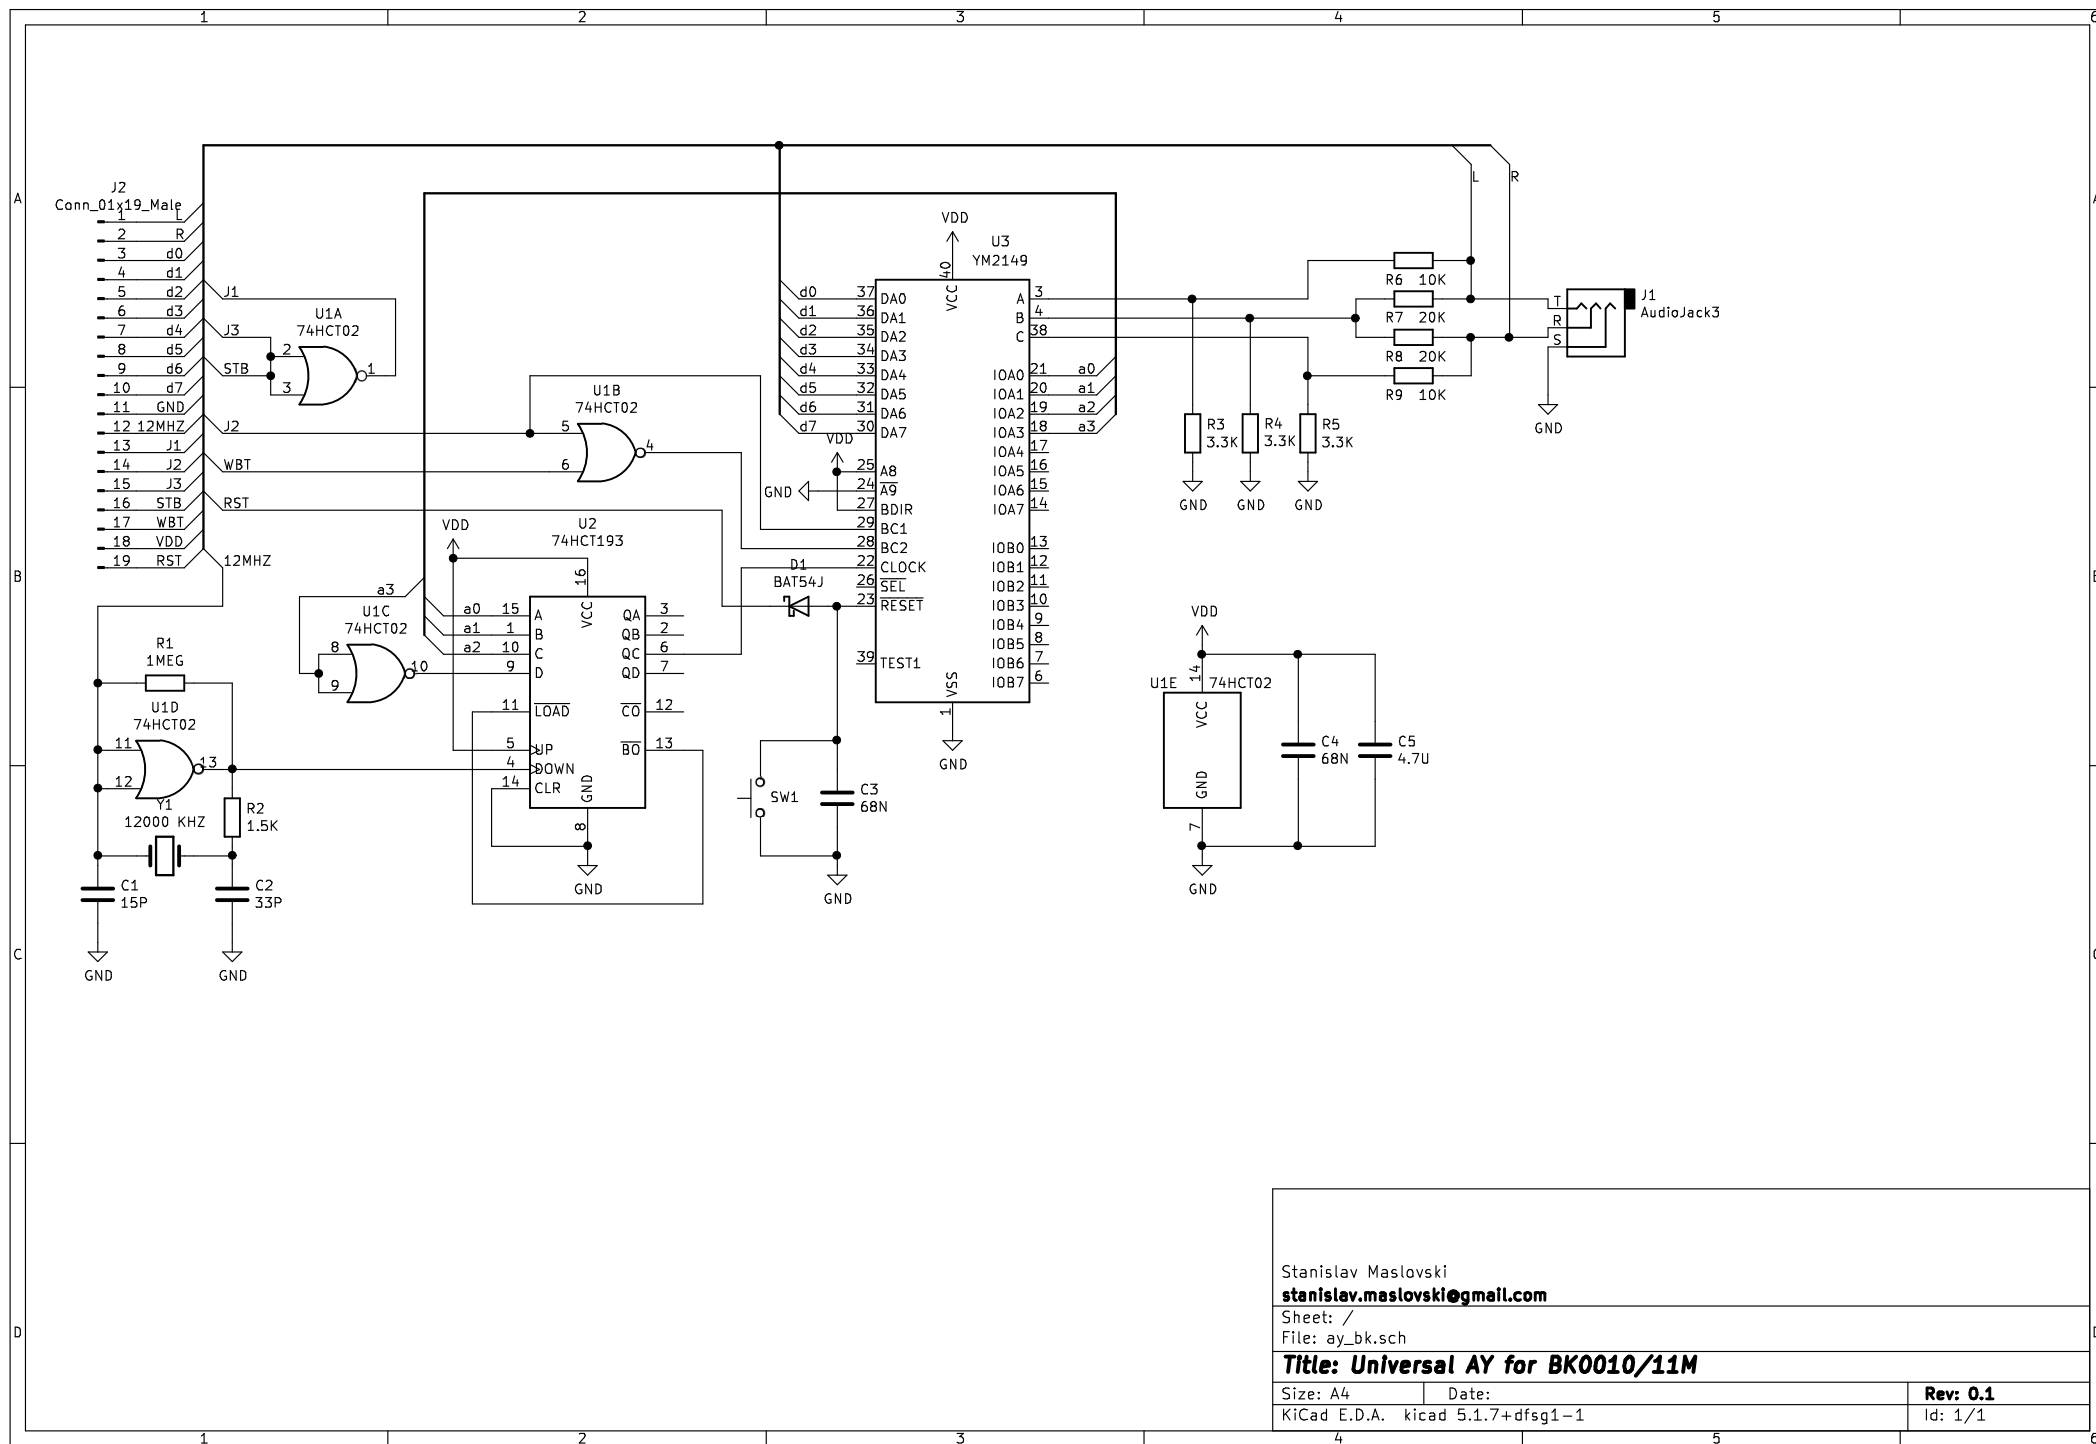 1 2 3 4 5 6
A
B
C
D
J2
Conn_01x19_Male
1 L
2 R
3 d0
4 d1
5 d2
6 d3
7 d4
8 d5
9 d6
10 d7
11 GND
12 12MHZ
13 J1
14 J2
15 J3
16 STB
17 WBT
18 VDD
19 RST
J1
J3
STB
J2
WBT
RST
12MHZ
U1A
74HCT02
2
3
1
U1B
74HCT02
5
6
4
a3
U1C
74HCT02
8
9
10
R1
1MEG
U1D
74HCT02
11
12
13
Y1
12000 KHZ
R2
1.5K
C1
15P
C2
33P
GND
GND
VDD
U2
74HCT193
16
VCC
15 A
1 B
10 C
9 D
11 LOAD
5 UP
4 DOWN
14 CLR
a0
a1
a2
QA 3
QB 2
QC 6
QD 7
CO 12
BO 13
GND
8
GND
D1
BAT54J
SW1
C3
68N
GND
VDD
U3
YM2149
40
VCC
d0 37 DA0
d1 36 DA1
d2 35 DA2
d3 34 DA3
d4 33 DA4
d5 32 DA5
d6 31 DA6
d7 30 DA7
VDD
25 A8
GND 24 A9
27 BDIR
29 BC1
28 BC2
22 CLOCK
26 SEL
23 RESET
39 TEST1
A 3
B 4
C 38
IOA0 21 a0
IOA1 20 a1
IOA2 19 a2
IOA3 18 a3
IOA4 17
IOA5 16
IOA6 15
IOA7 14
IOB0 13
IOB1 12
IOB2 11
IOB3 10
IOB4 9
IOB5 8
IOB6 7
IOB7 6
VSS
1
GND
R3
3.3K
GND
R4
3.3K
GND
R5
3.3K
GND
L
R
R6 10K
R7 20K
R8 20K
R9 10K
T
R
S
J1
AudioJack3
GND
VDD
14
U1E 74HCT02
VCC
GND
7
GND
C4
68N
C5
4.7U
Stanislav Maslovski
stanislav.maslovski@gmail.com
Sheet: /
File: ay_bk.sch
Title: Universal AY for BK0010/11M
Size: A4 Date: Rev: 0.1
KiCad E.D.A. kicad 5.1.7+dfsg1-1 Id: 1/1
A
B
C
D
1 2 3 4 5 6